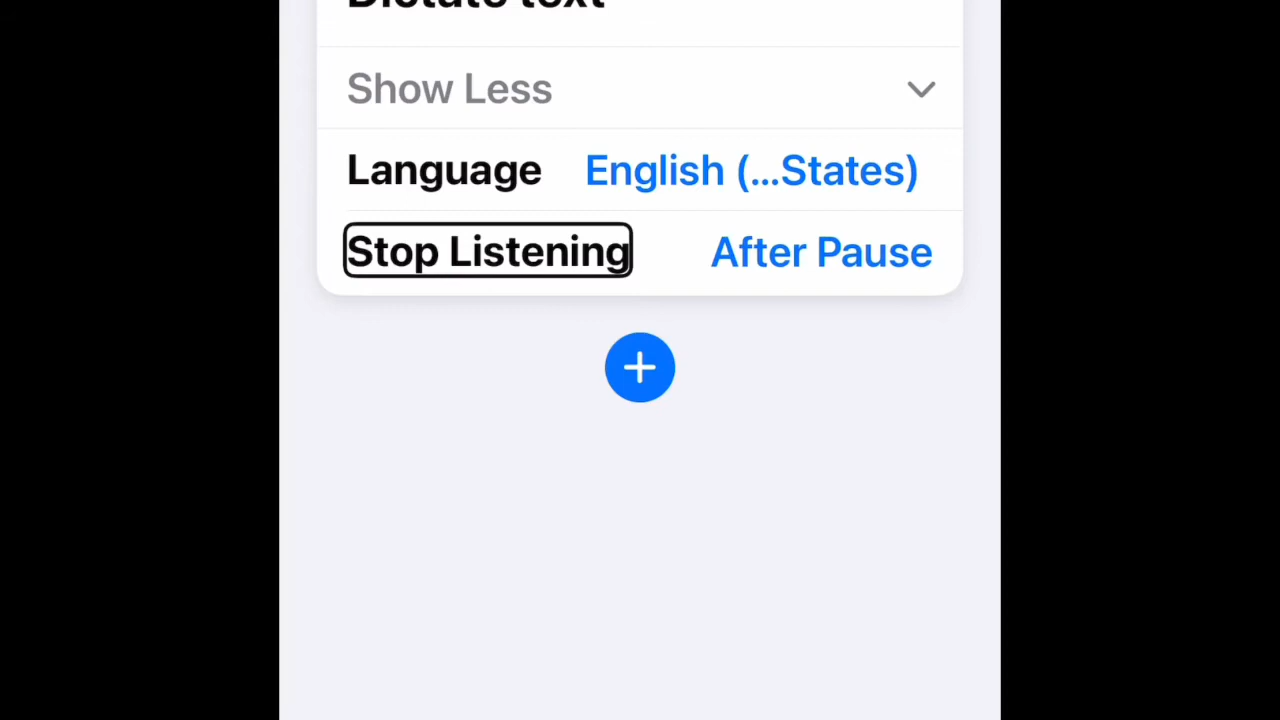 Dictate text
Show Less
Language English (...States)
Stop Listening After Pause